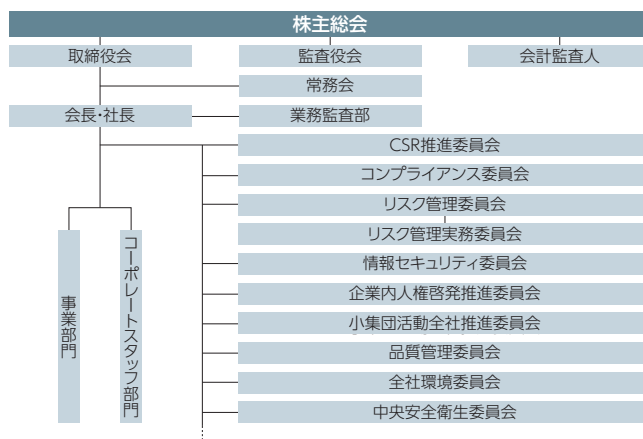 株主総会
取締役会
監査役会
会計監査人
常務会
会長・社長
業務監査部
CSR推進委員会
コンプライアンス委員会
リスク管理委員会
リスク管理実務委員会
情報セキュリティ委員会
企業内人権啓発推進委員会
小集団活動全社推進委員会
品質管理委員会
全社環境委員会
中央安全衛生委員会
事業部門
コーポレートスタッフ部門